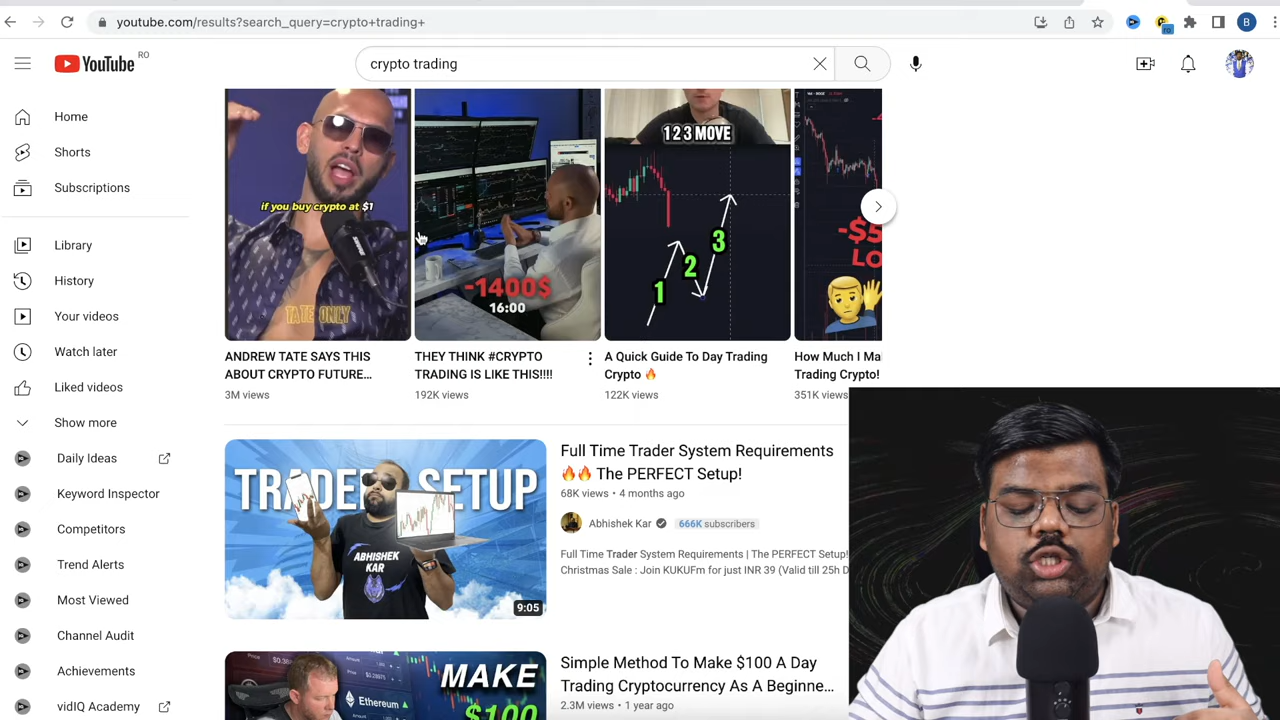 youtube.com/results?search_query=crypto+trading+
ro
B
YouTube
RO
crypto trading
Home
Shorts
Subscriptions
Library
History
Your videos
Watch later
Liked videos
Show more
Daily Ideas
Keyword Inspector
Competitors
Trend Alerts
Most Viewed
Channel Audit
Achievements
vidIQ Academy
if you buy crypto at $1
TATE ONLY
-1400$
16:00
1 2 3 MOVE
1
2
3
-$5
LO
ANDREW TATE SAYS THIS
ABOUT CRYPTO FUTURE...
3M views
THEY THINK #CRYPTO
TRADING IS LIKE THIS!!!!
192K views
A Quick Guide To Day Trading
Crypto 🔥
122K views
How Much I Ma
Trading Crypto!
351K views
TRADER SETUP
ABHISHEK
KAR
9:05
Full Time Trader System Requirements
🔥🔥 The PERFECT Setup!
68K views • 4 months ago
Abhishek Kar
666K subscribers
Full Time Trader System Requirements | The PERFECT Setup!
Christmas Sale : Join KUKUFm for just INR 39 (Valid till 25h D
Ethereum
MAKE
$100
Simple Method To Make $100 A Day
Trading Cryptocurrency As A Beginne...
2.3M views • 1 year ago